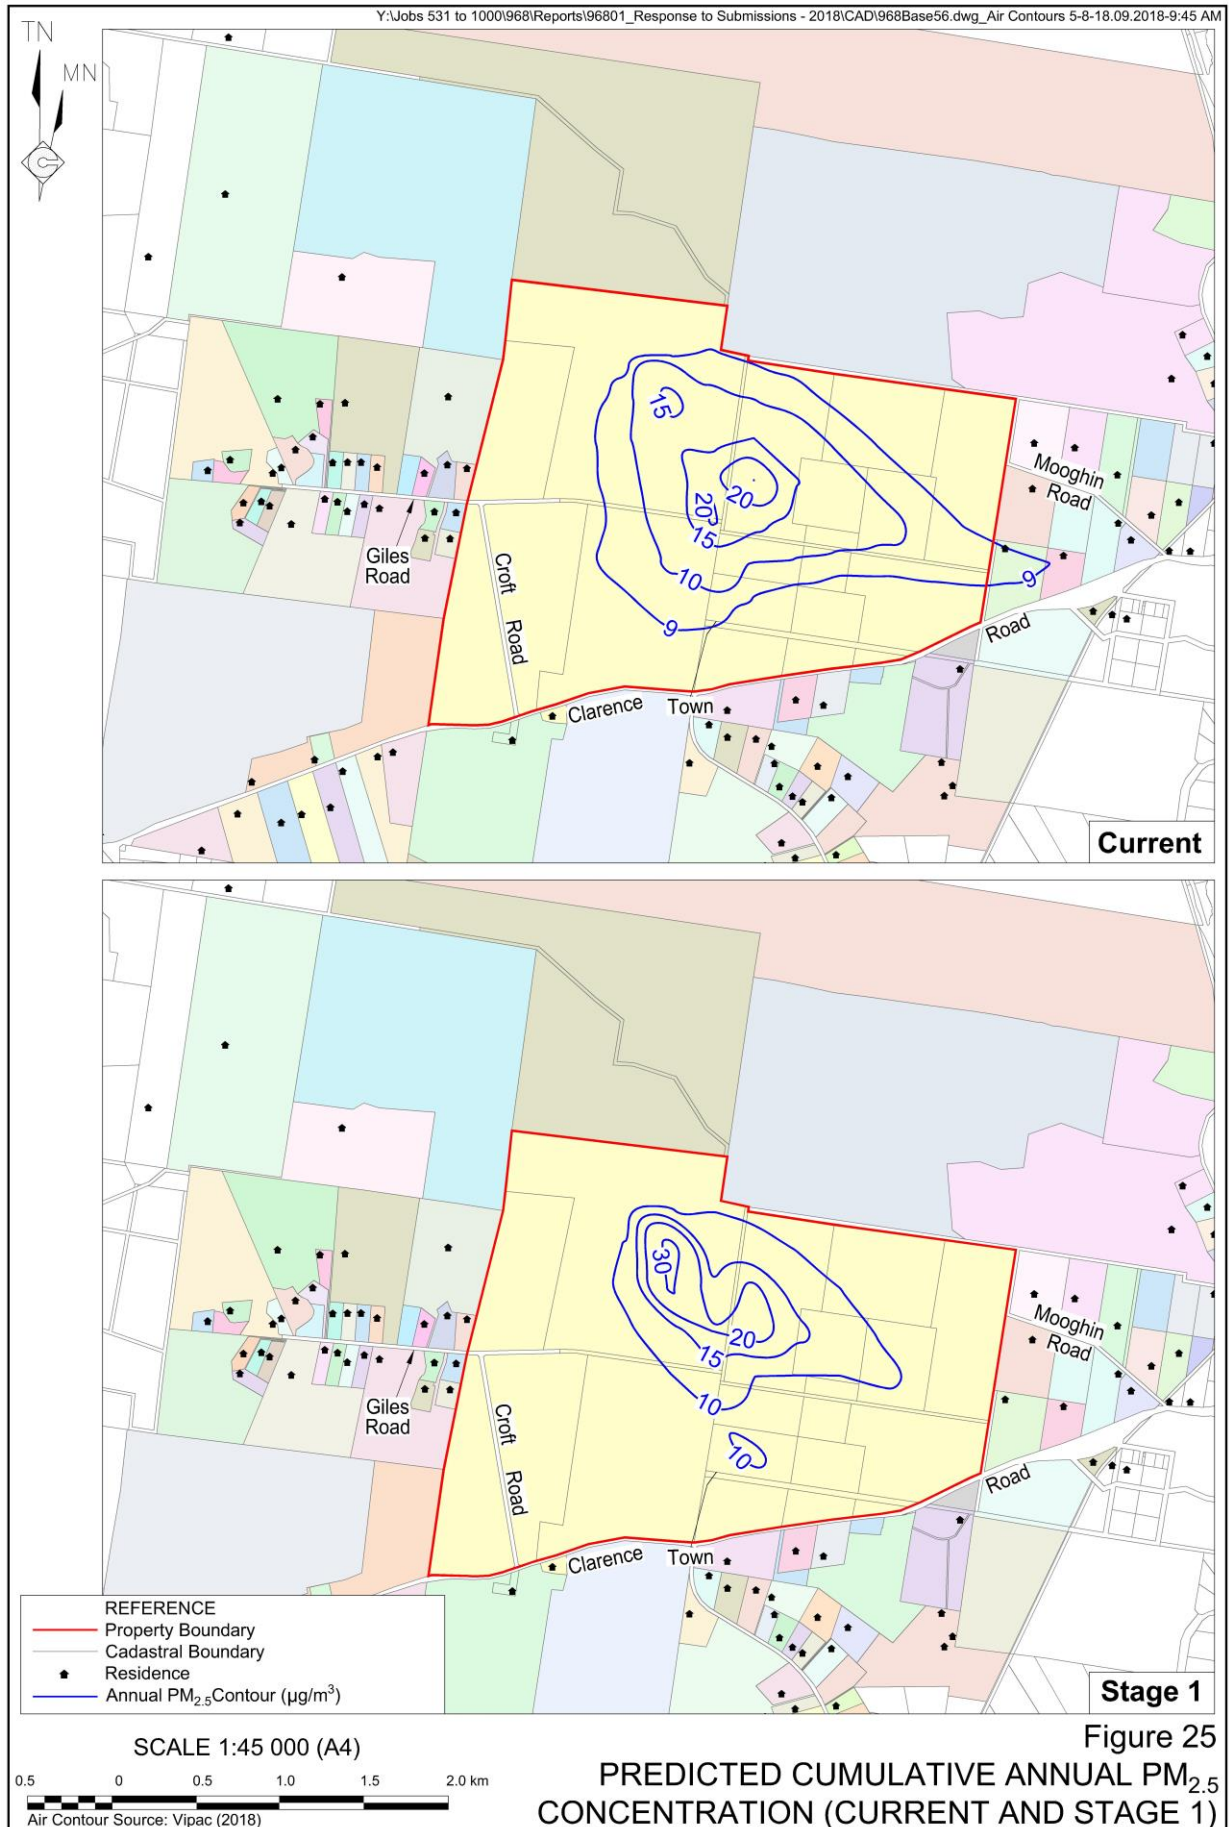 Y:\Jobs 531 to 1000\968\Reports\96801_Response to Submissions - 2018\CAD\968Base56.dwg_Air Contours 5-8-18.09.2018-9:45 AM
TN
MN
15
20
20
15
10
9
9
Mooghin
Road
Giles
Road
Croft
Road
Clarence Town Road
Current
30
20
15
10
10
Mooghin
Road
Giles
Road
Croft
Road
Clarence Town Road
Stage 1
REFERENCE
Property Boundary
Cadastral Boundary
Residence
Annual PM2.5Contour (µg/m³)
SCALE 1:45 000 (A4)
0.5 0 0.5 1.0 1.5 2.0 km
Air Contour Source: Vipac (2018)
Figure 25
PREDICTED CUMULATIVE ANNUAL PM2.5
CONCENTRATION (CURRENT AND STAGE 1)